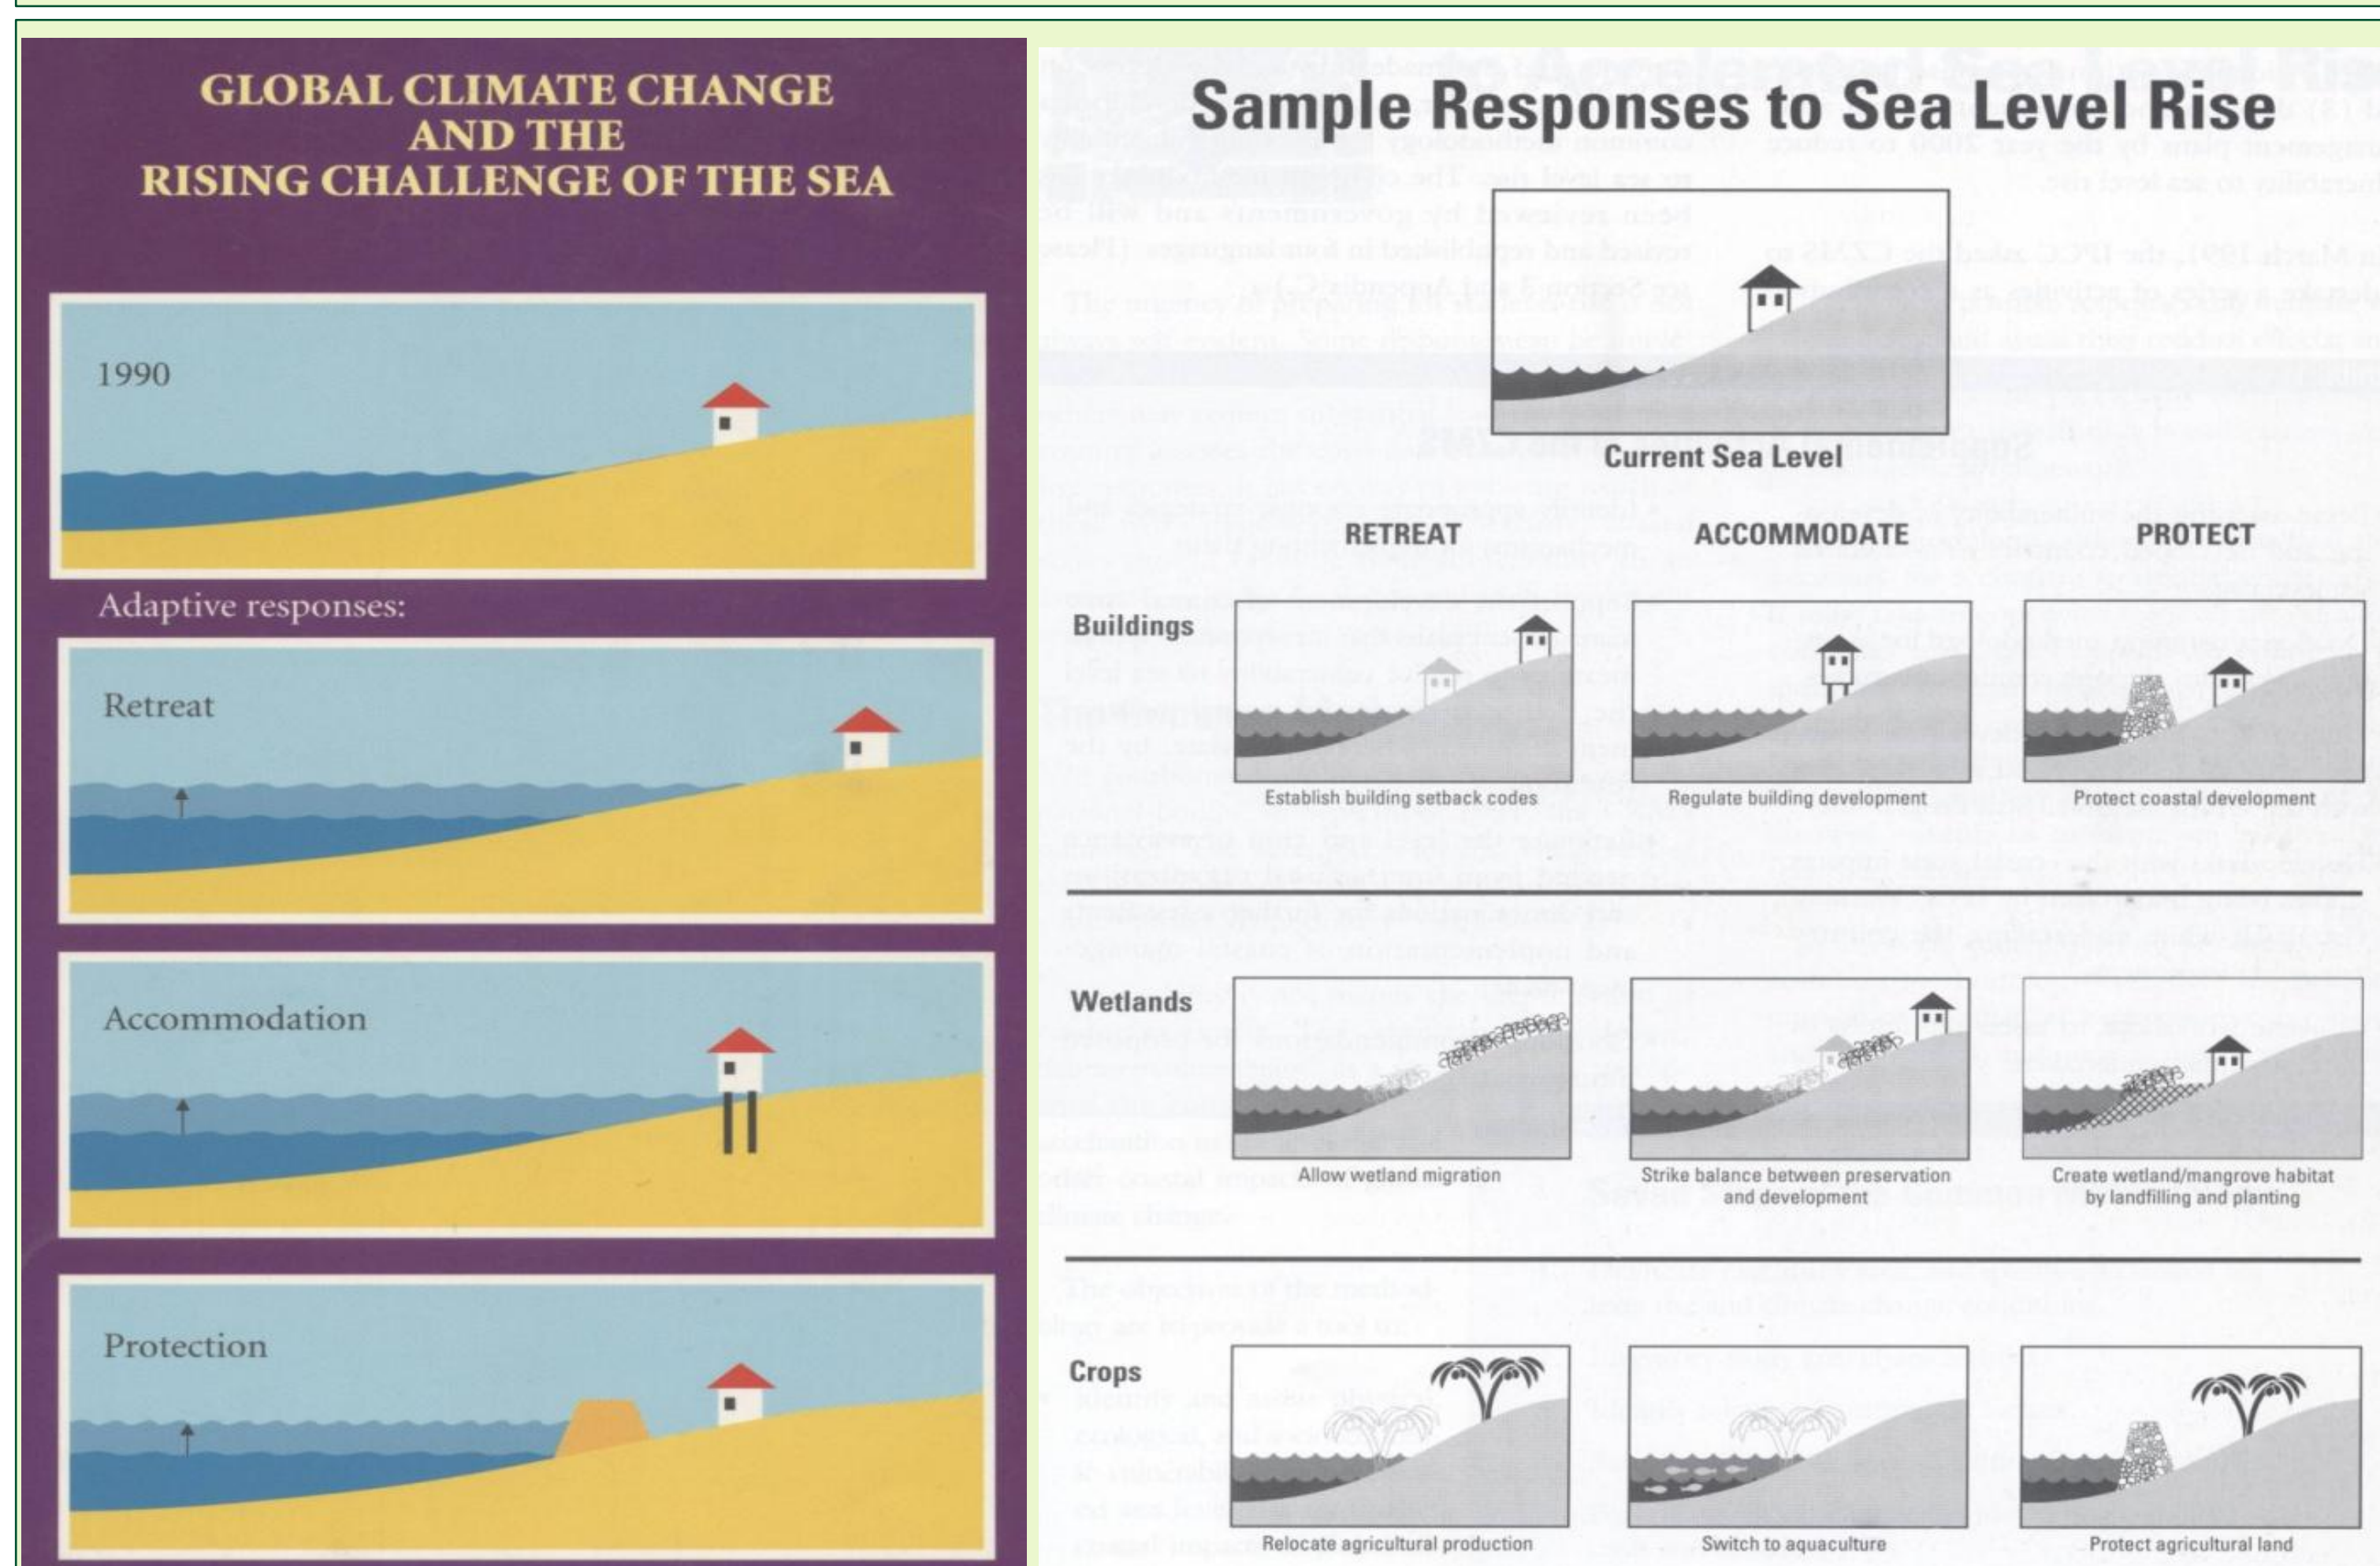 GLOBAL CLIMATE CHANGE
AND THE
RISING CHALLENGE OF THE SEA
1990
Adaptive responses:
Retreat
Accommodation
Protection
Sample Responses to Sea Level Rise
Current Sea Level
RETREAT
ACCOMMODATE
PROTECT
Buildings
Establish building setback codes
Regulate building development
Protect coastal development
Wetlands
Allow wetland migration
Strike balance between preservation
and development
Create wetland/mangrove habitat
by landfilling and planting
Crops
Relocate agricultural production
Switch to aquaculture
Protect agricultural land